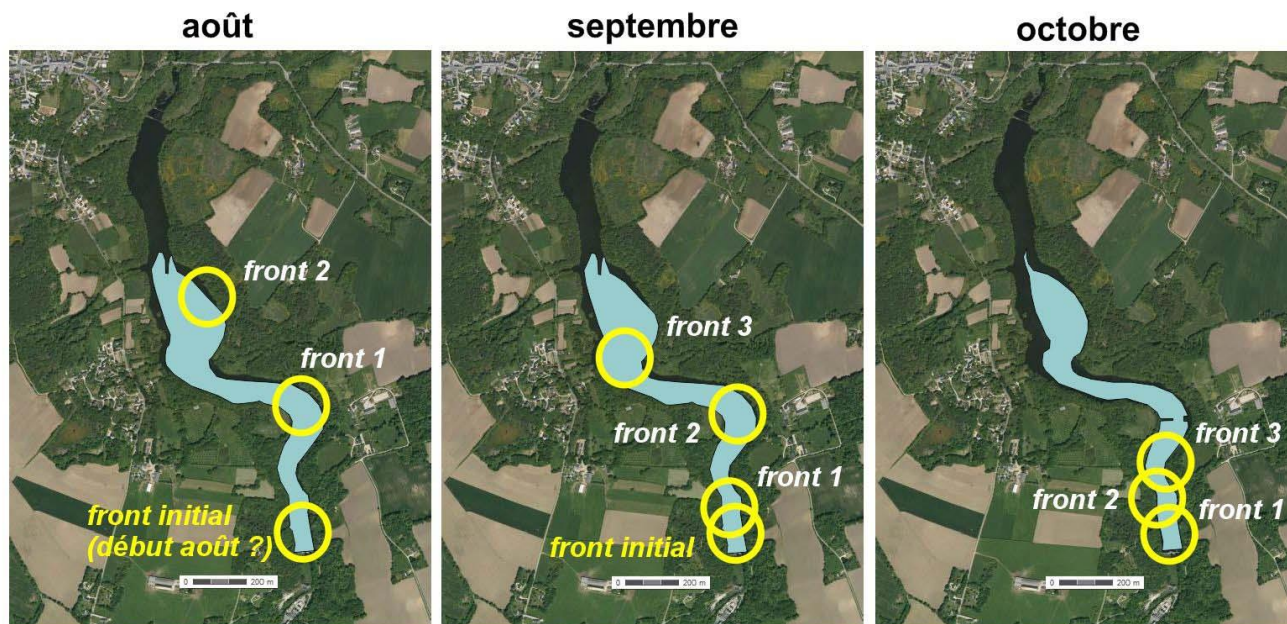 août
septembre
octobre
front 2
front 1
front initial
(début août ?)
0 200 m
front 3
front 2
front 1
front initial
0 200 m
front 3
front 2
front 1
0 200 m